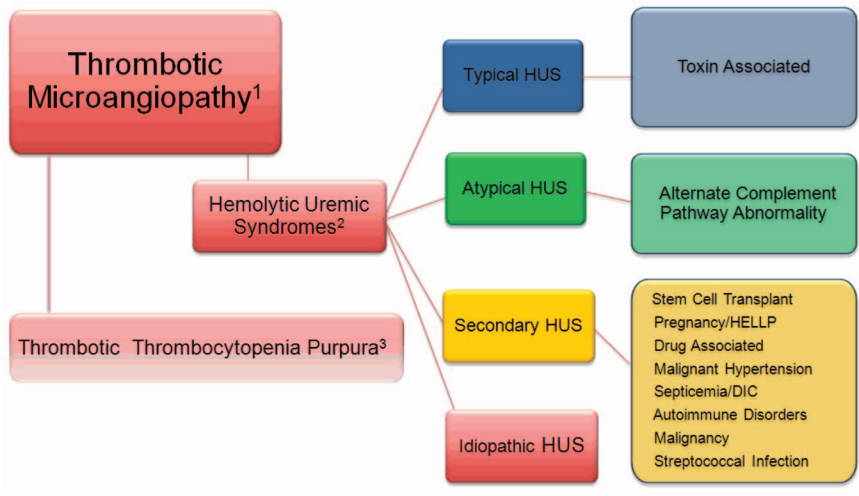 Thrombotic
Microangiopathy¹
Hemolytic Uremic
Syndromes²
Thrombotic Thrombocytopenia Purpura³
Typical HUS
Toxin Associated
Atypical HUS
Alternate Complement
Pathway Abnormality
Secondary HUS
Stem Cell Transplant
Pregnancy/HELLP
Drug Associated
Malignant Hypertension
Septicemia/DIC
Autoimmune Disorders
Malignancy
Streptococcal Infection
Idiopathic HUS